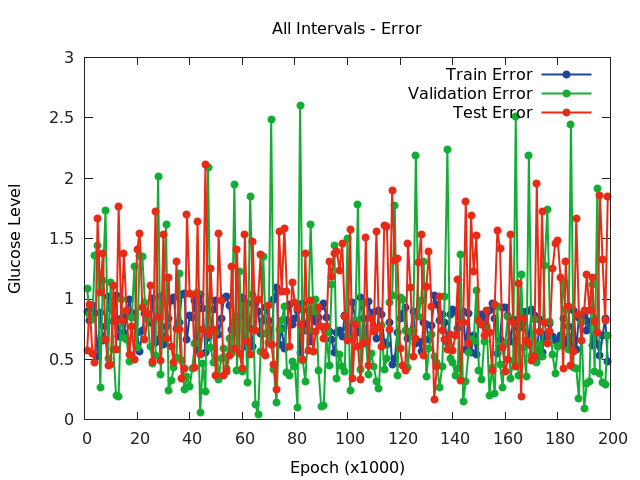 All Intervals - Error
Train Error
Validation Error
Test Error
3
2.5
2
1.5
1
0.5
0
Glucose Level
0 20 40 60 80 100 120 140 160 180 200
Epoch (x1000)